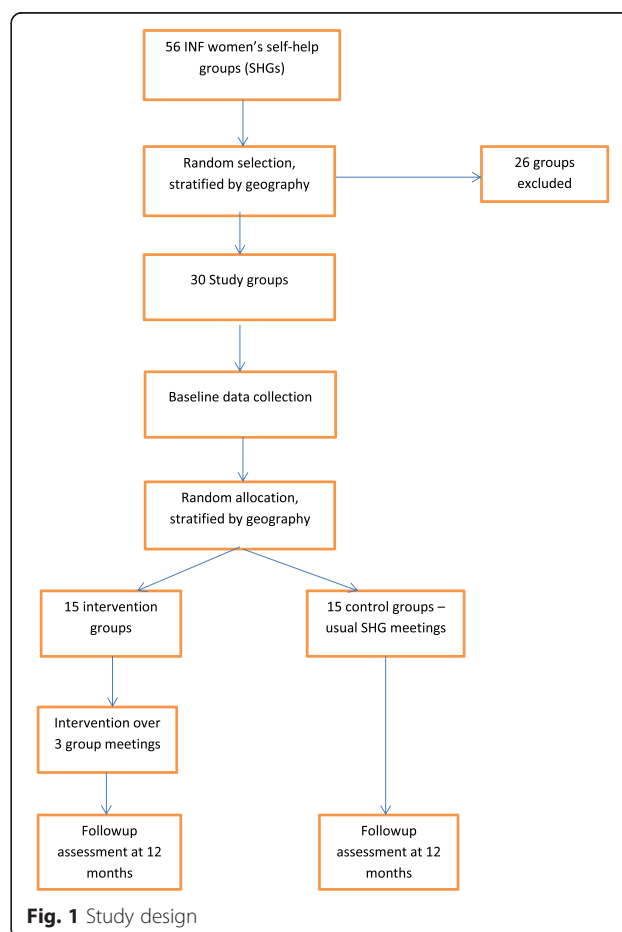 56 INF women's self-help
groups (SHGs)
Random selection,
stratified by geography
26 groups
excluded
30 Study groups
Baseline data collection
Random allocation,
stratified by geography
15 intervention
groups
15 control groups –
usual SHG meetings
Intervention over
3 group meetings
Followup
assessment at 12
months
Followup
assessment at 12
months
Fig. 1 Study design